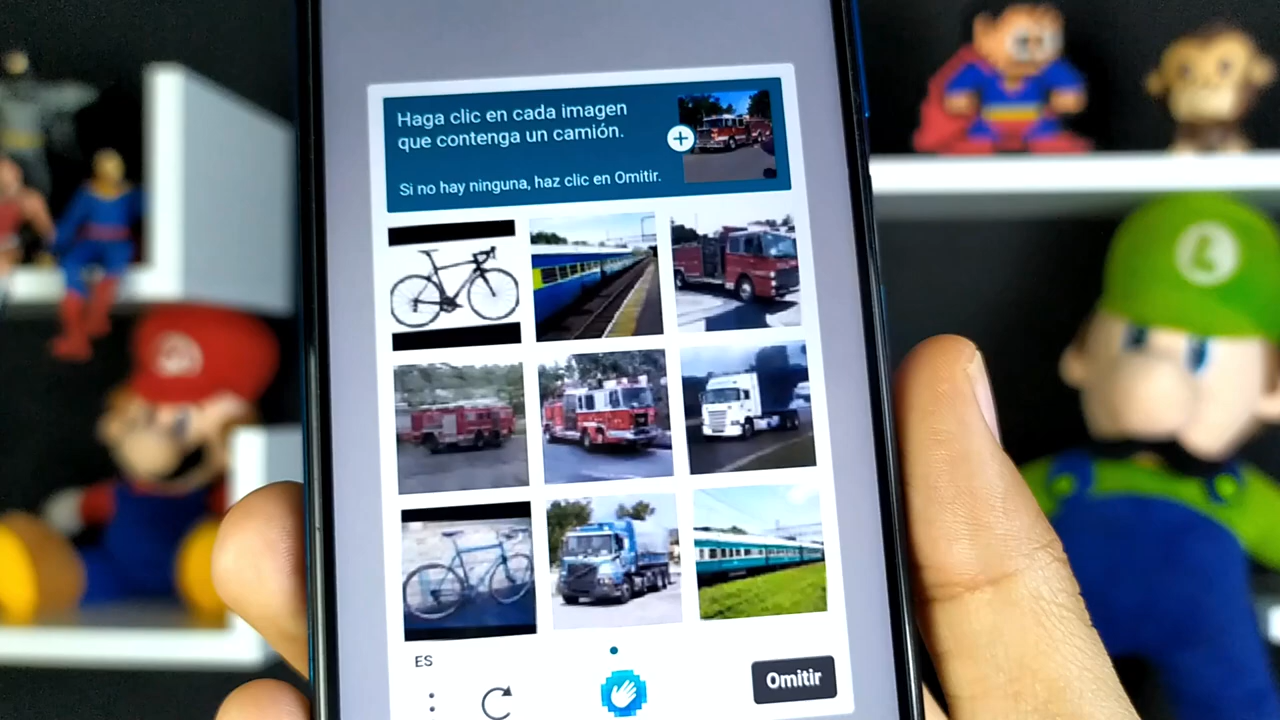 Haga clic en cada imagen
que contenga un camión.
Si no hay ninguna, haz clic en Omitir.
ES
Omitir
L